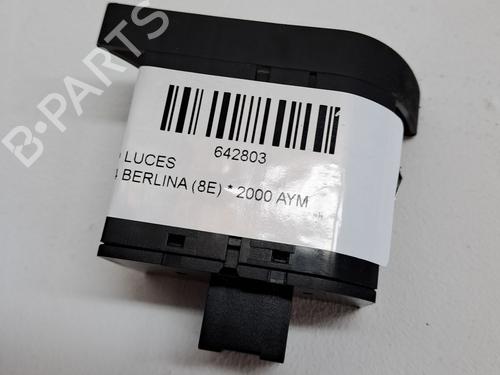 B-PARTS
642803
LUCES
BERLINA (8E) * 2000 AYM